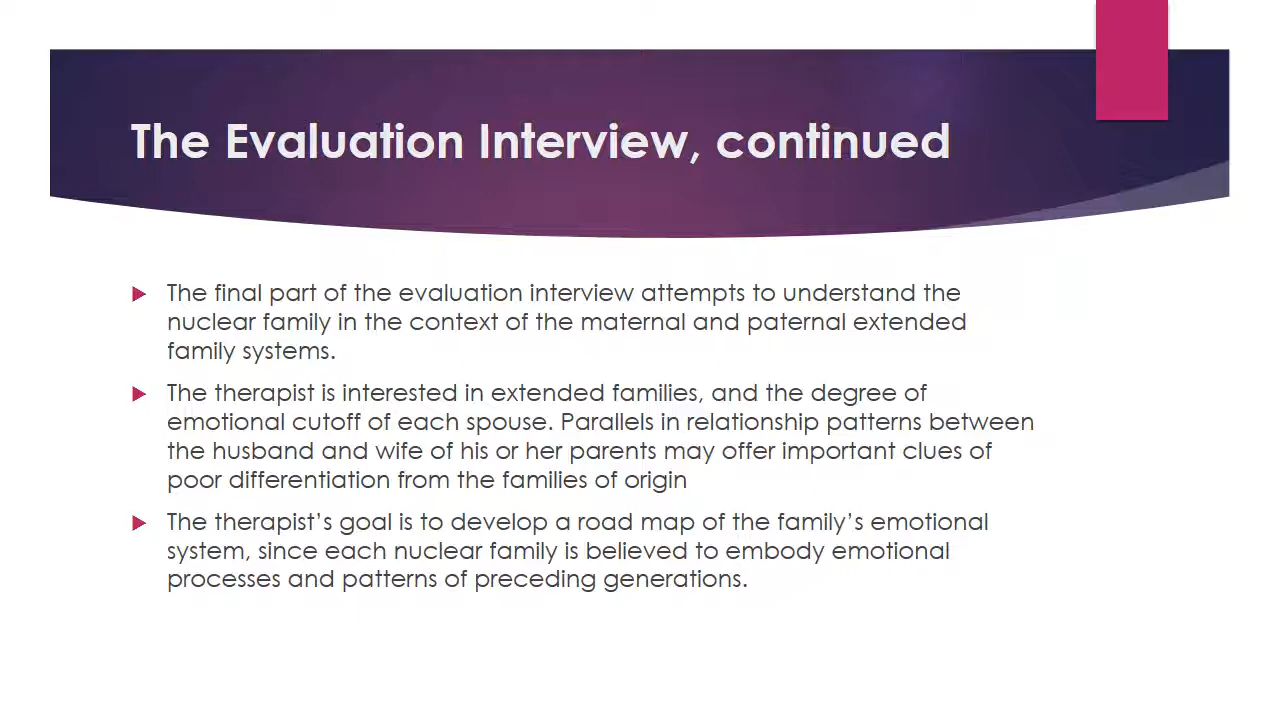 The Evaluation Interview, continued
The final part of the evaluation interview attempts to understand the
nuclear family in the context of the maternal and paternal extended
family systems.
The therapist is interested in extended families, and the degree of
emotional cutoff of each spouse. Parallels in relationship patterns between
the husband and wife of his or her parents may offer important clues of
poor differentiation from the families of origin
The therapist’s goal is to develop a road map of the family’s emotional
system, since each nuclear family is believed to embody emotional
processes and patterns of preceding generations.